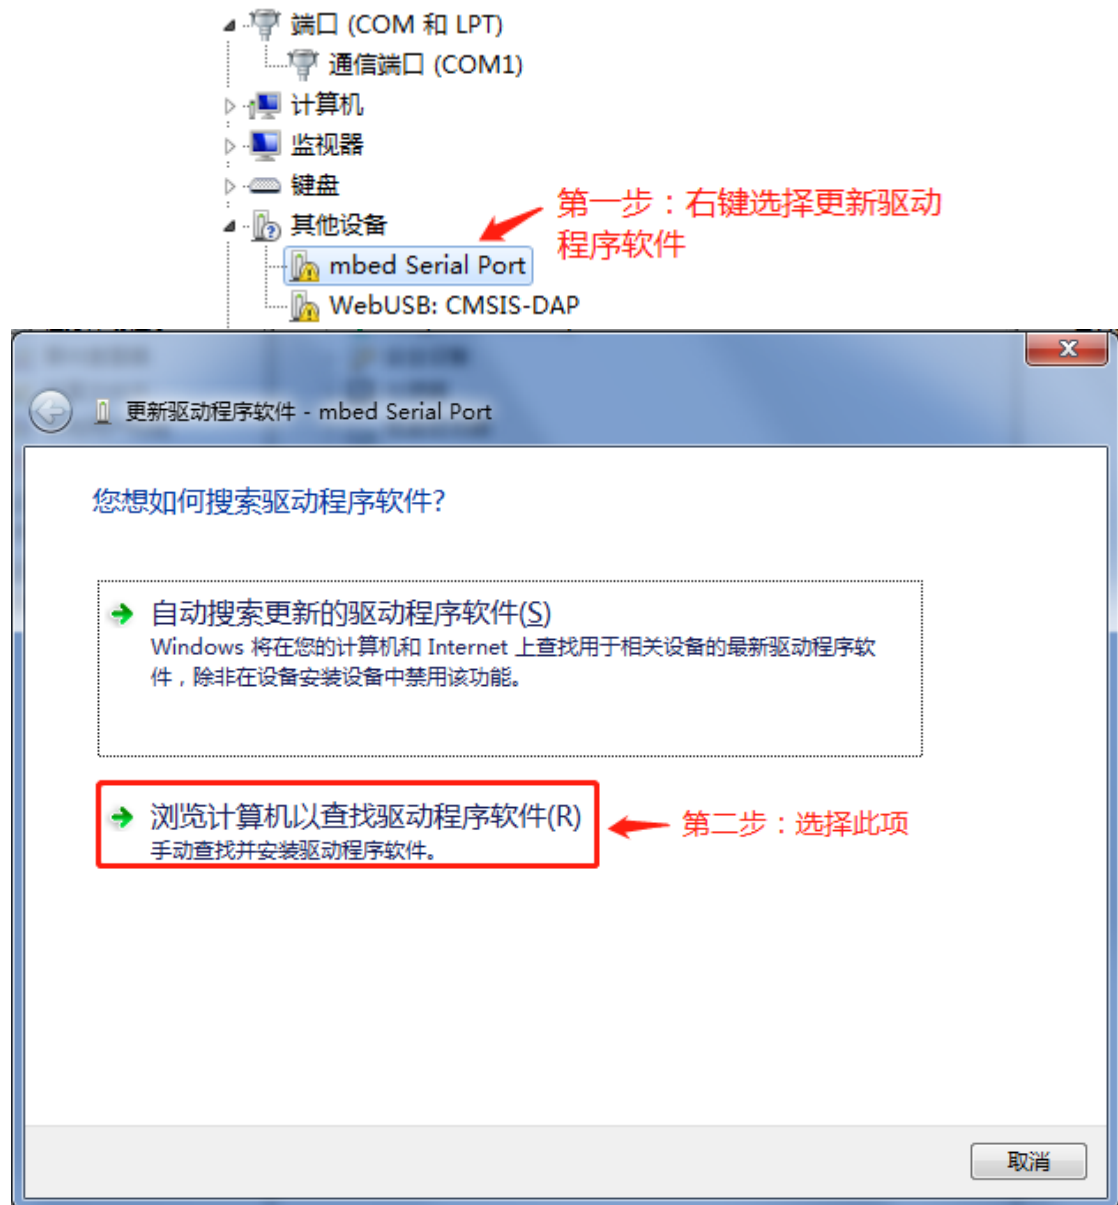 端口 (COM 和 LPT)
通信端口 (COM1)
计算机
监视器
键盘
其他设备
mbed Serial Port
WebUSB: CMSIS-DAP
第一步：右键选择更新驱动
程序软件
更新驱动程序软件 - mbed Serial Port
您想如何搜索驱动程序软件?
自动搜索更新的驱动程序软件(S)
Windows 将在您的计算机和 Internet 上查找用于相关设备的最新驱动程序软
件，除非在设备安装设备中禁用该功能。
浏览计算机以查找驱动程序软件(R)
手动查找并安装驱动程序软件。
第二步：选择此项
取消